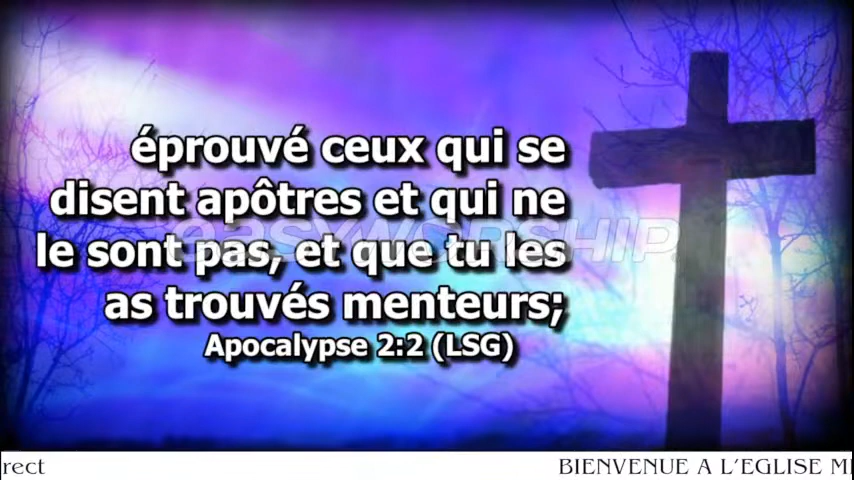 éprouvé ceux qui se
disent apôtres et qui ne
le sont pas, et que tu les
as trouvés menteurs;
Apocalypse 2:2 (LSG)
rect
BIENVENUE A L'EGLISE